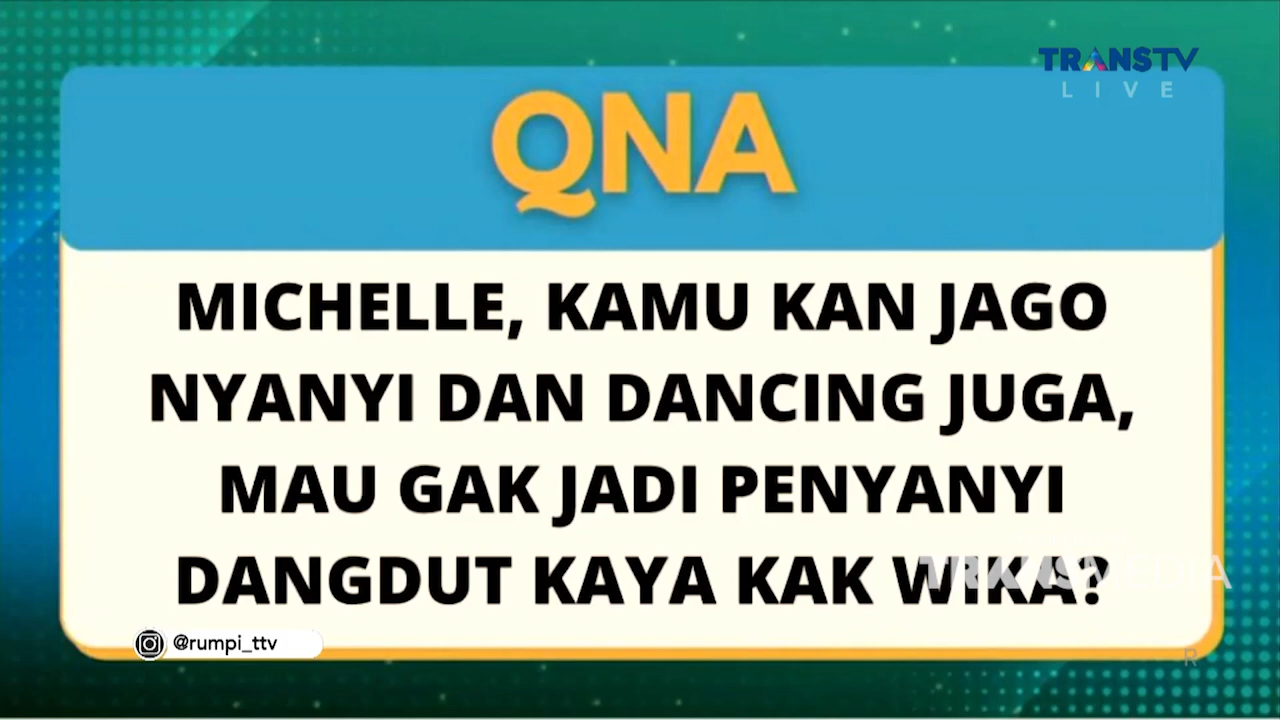 TRANSTV
LIVE
QNA
MICHELLE, KAMU KAN JAGO
NYANYI DAN DANCING JUGA,
MAU GAK JADI PENYANYI
DANGDUT KAYA KAK WIKA?
TRANSMEDIA
@rumpi_ttv
R